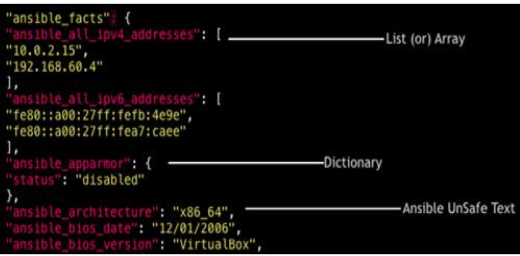 "ansible_facts": {
"ansible_all_ipv4_addresses": [ List (or) Array
"10.0.2.15",
"192.168.60.4"
],
"ansible_all_ipv6_addresses": [
"fe80::a00:27ff:fefb:4e9e",
"fe80::a00:27ff:fea7:caee"
],
"ansible_apparmor": { Dictionary
"status": "disabled"
},
"ansible_architecture": "x86_64", Ansible UnSafe Text
"ansible_bios_date": "12/01/2006",
"ansible_bios_version": "VirtualBox",